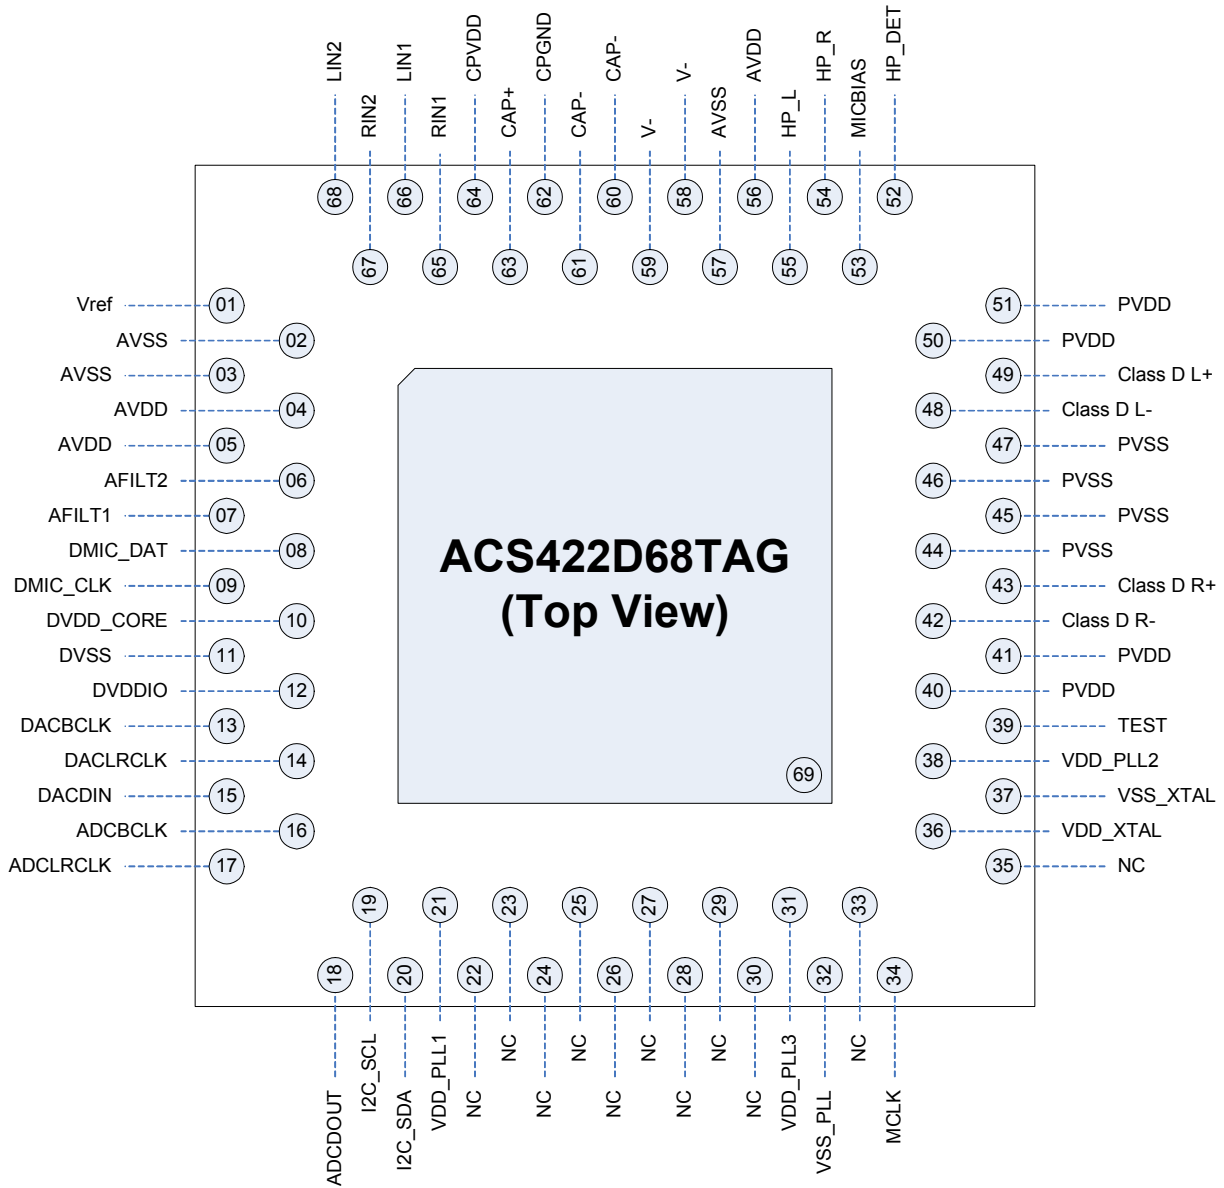 LIN2
RIN2
LIN1
RIN1
CPVDD
CAP+
CPGND
CAP-
CAP-
V-
V-
AVSS
AVDD
HP_L
HP_R
MICBIAS
HP_DET
68
67
66
65
64
63
62
61
60
59
58
57
56
55
54
53
52
Vref 01
AVSS 02
AVSS 03
AVDD 04
AVDD 05
AFILT2 06
AFILT1 07
DMIC_DAT 08
DMIC_CLK 09
DVDD_CORE 10
DVSS 11
DVDDIO 12
DACBCLK 13
DACLRCLK 14
DACDIN 15
ADCBCLK 16
ADCLRCLK 17
ACS422D68TAG
(Top View)
69
51 PVDD
50 PVDD
49 Class D L+
48 Class D L-
47 PVSS
46 PVSS
45 PVSS
44 PVSS
43 Class D R+
42 Class D R-
41 PVDD
40 PVDD
39 TEST
38 VDD_PLL2
37 VSS_XTAL
36 VDD_XTAL
35 NC
18
19
20
21
22
23
24
25
26
27
28
29
30
31
32
33
34
ADCDOUT
I2C_SCL
I2C_SDA
VDD_PLL1
NC
NC
NC
NC
NC
NC
NC
NC
NC
VDD_PLL3
VSS_PLL
NC
MCLK